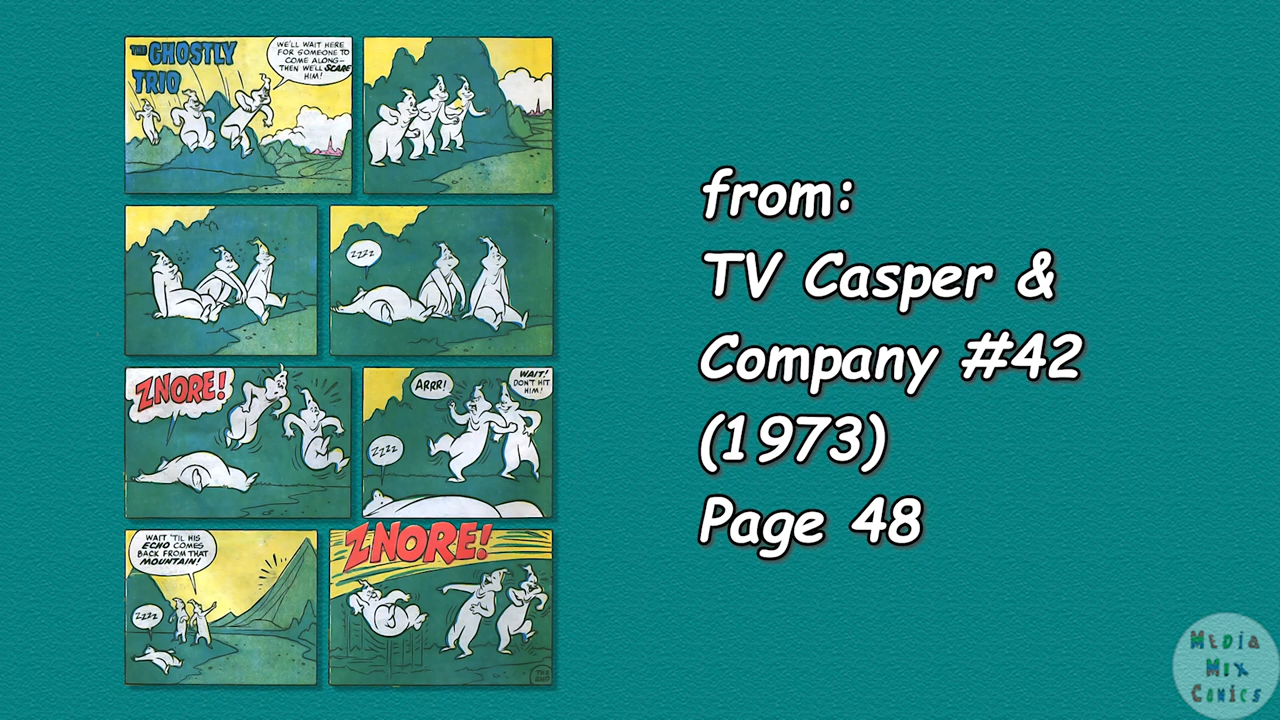 THE GHOSTLY
TRIO
WE'LL WAIT HERE
FOR SOMEONE TO
COME ALONG—
THEN WE'LL SCARE
HIM!
ZZZZ
ZNORE!
ARRR!
WAIT!
DON'T HIT
HIM!
ZZZZ
WAIT 'TIL HIS
ECHO COMES
BACK FROM THAT
MOUNTAIN!
ZZZZ
ZNORE!
THE
END
from:
TV Casper &
Company #42
(1973)
Page 48
MEDIA
MIX
COMICS